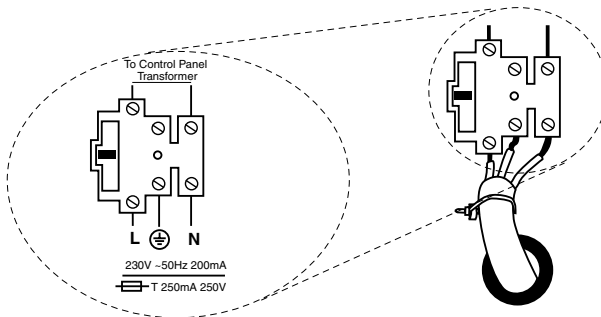 To Control Panel
Transformer
L N
230V ~50Hz 200mA
T 250mA 250V